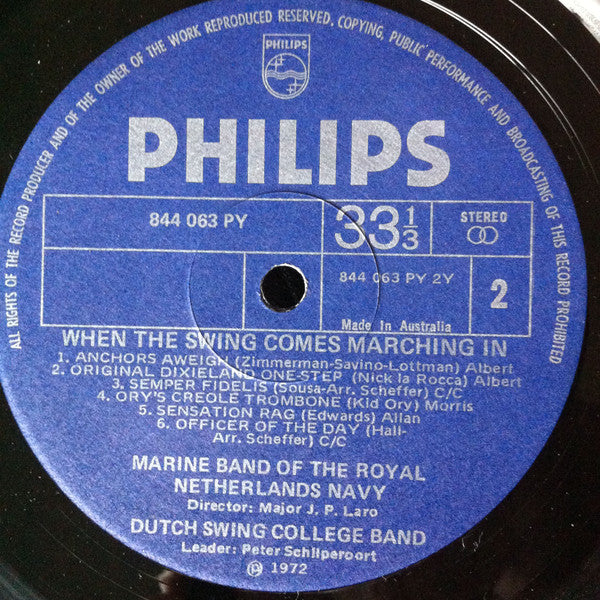 ALL RIGHTS OF THE RECORD PRODUCER AND OF THE OWNER OF THE WORK REPRODUCED RESERVED, COPYING, PUBLIC PERFORMANCE AND BROADCASTING OF THIS RECORD PROHIBITED
PHILIPS
PHILIPS
844 063 PY
33 1/3
STEREO
844 063 PY 2Y
2
Made In Australia
WHEN THE SWING COMES MARCHING IN
1. ANCHORS AWEIGH (Zimmerman-Savino-Lottman) Albert
2. ORIGINAL DIXIELAND ONE-STEP (Nick la Rocca) Albert
3. SEMPER FIDELIS (Sousa-Arr. Scheffer) C/C
4. ORY'S CREOLE TROMBONE (Kid Ory) Morris
5. SENSATION RAG (Edwards) Allan
6. OFFICER OF THE DAY (Hall-
Arr. Scheffer) C/C
MARINE BAND OF THE ROYAL
NETHERLANDS NAVY
Director: Major J. P. Laro
DUTCH SWING COLLEGE BAND
Leader: Peter Schilperoort
℗ 1972